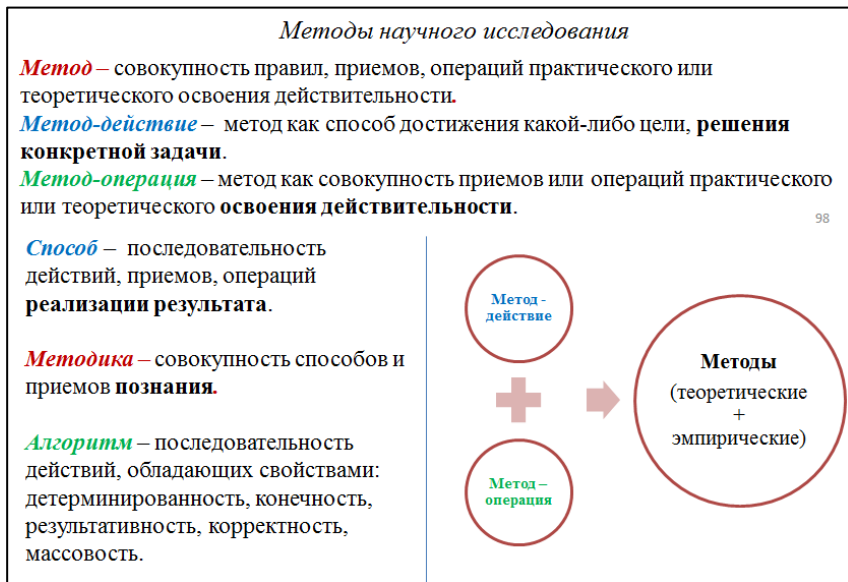 Методы научного исследования
Метод – совокупность правил, приемов, операций практического или
теоретического освоения действительности.
Метод-действие – метод как способ достижения какой-либо цели, решения
конкретной задачи.
Метод-операция – метод как совокупность приемов или операций практического
или теоретического освоения действительности.
98
Способ – последовательность
действий, приемов, операций
реализации результата.
Методика – совокупность способов и
приемов познания.
Алгоритм – последовательность
действий, обладающих свойствами:
детерминированность, конечность,
результативность, корректность,
массовость.
Метод -
действие
Метод –
операция
Методы
(теоретические
+
эмпирические)